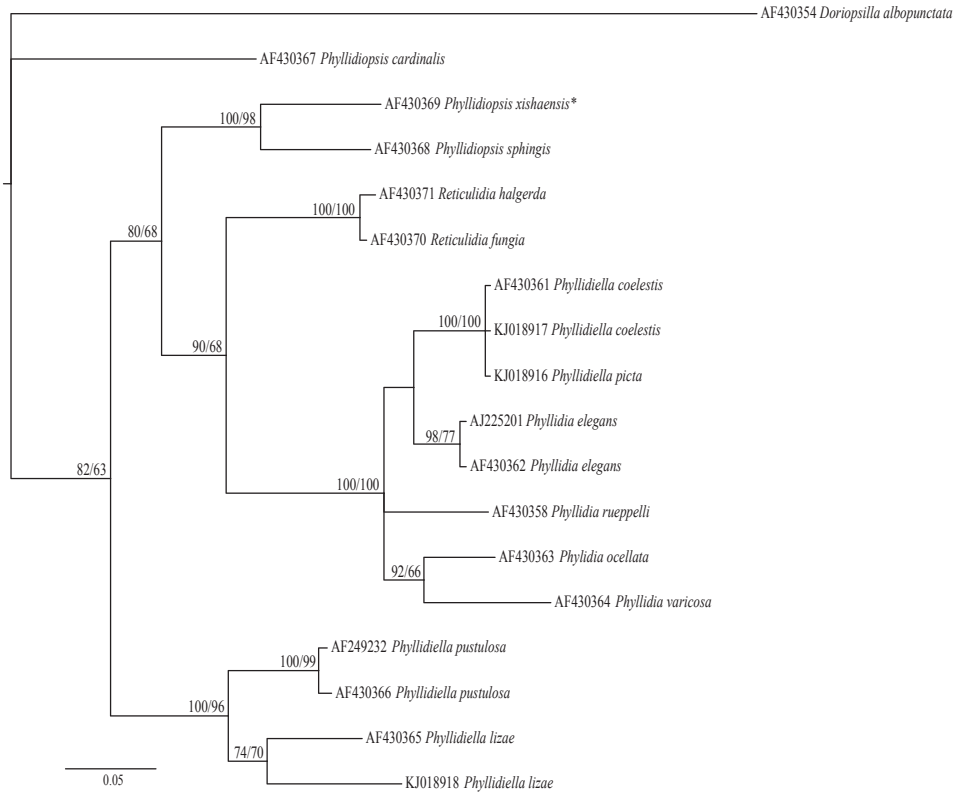 AF430354 Doriopsilla albopunctata
AF430367 Phyllidiopsis cardinalis
AF430369 Phyllidiopsis xishaensis*
100/98
AF430368 Phyllidiopsis sphingis
AF430371 Reticulidia halgerda
100/100
80/68
AF430370 Reticulidia fungia
AF430361 Phyllidiella coelestis
100/100
KJ018917 Phyllidiella coelestis
90/68
KJ018916 Phyllidiella picta
AJ225201 Phyllidia elegans
98/77
AF430362 Phyllidia elegans
82/63
100/100
AF430358 Phyllidia rueppelli
AF430363 Phylidia ocellata
92/66
AF430364 Phyllidia varicosa
AF249232 Phyllidiella pustulosa
100/99
AF430366 Phyllidiella pustulosa
100/96
AF430365 Phyllidiella lizae
74/70
KJ018918 Phyllidiella lizae
0.05